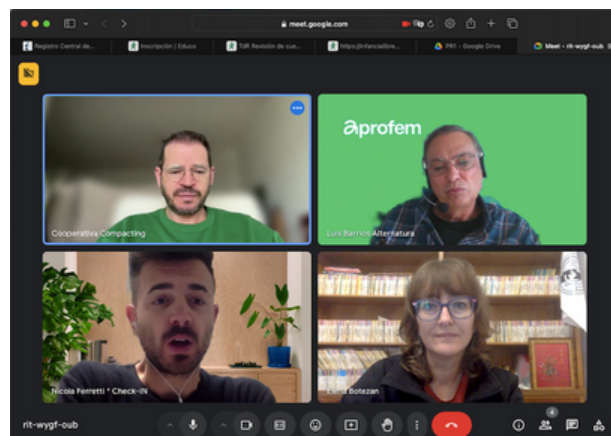 meet.google.com
Registro Central de...
Inscripción | Educo
TdR Revisión de cue...
https://infancialibre...
PR1 - Google Drive
Meet - rit-wygf-oub
aprofem
Cooperativa Compacting
Luis Barrios Alternatura
Nicola Ferretti * Check-IN
Elena Botezan
rit-wygf-oub
4